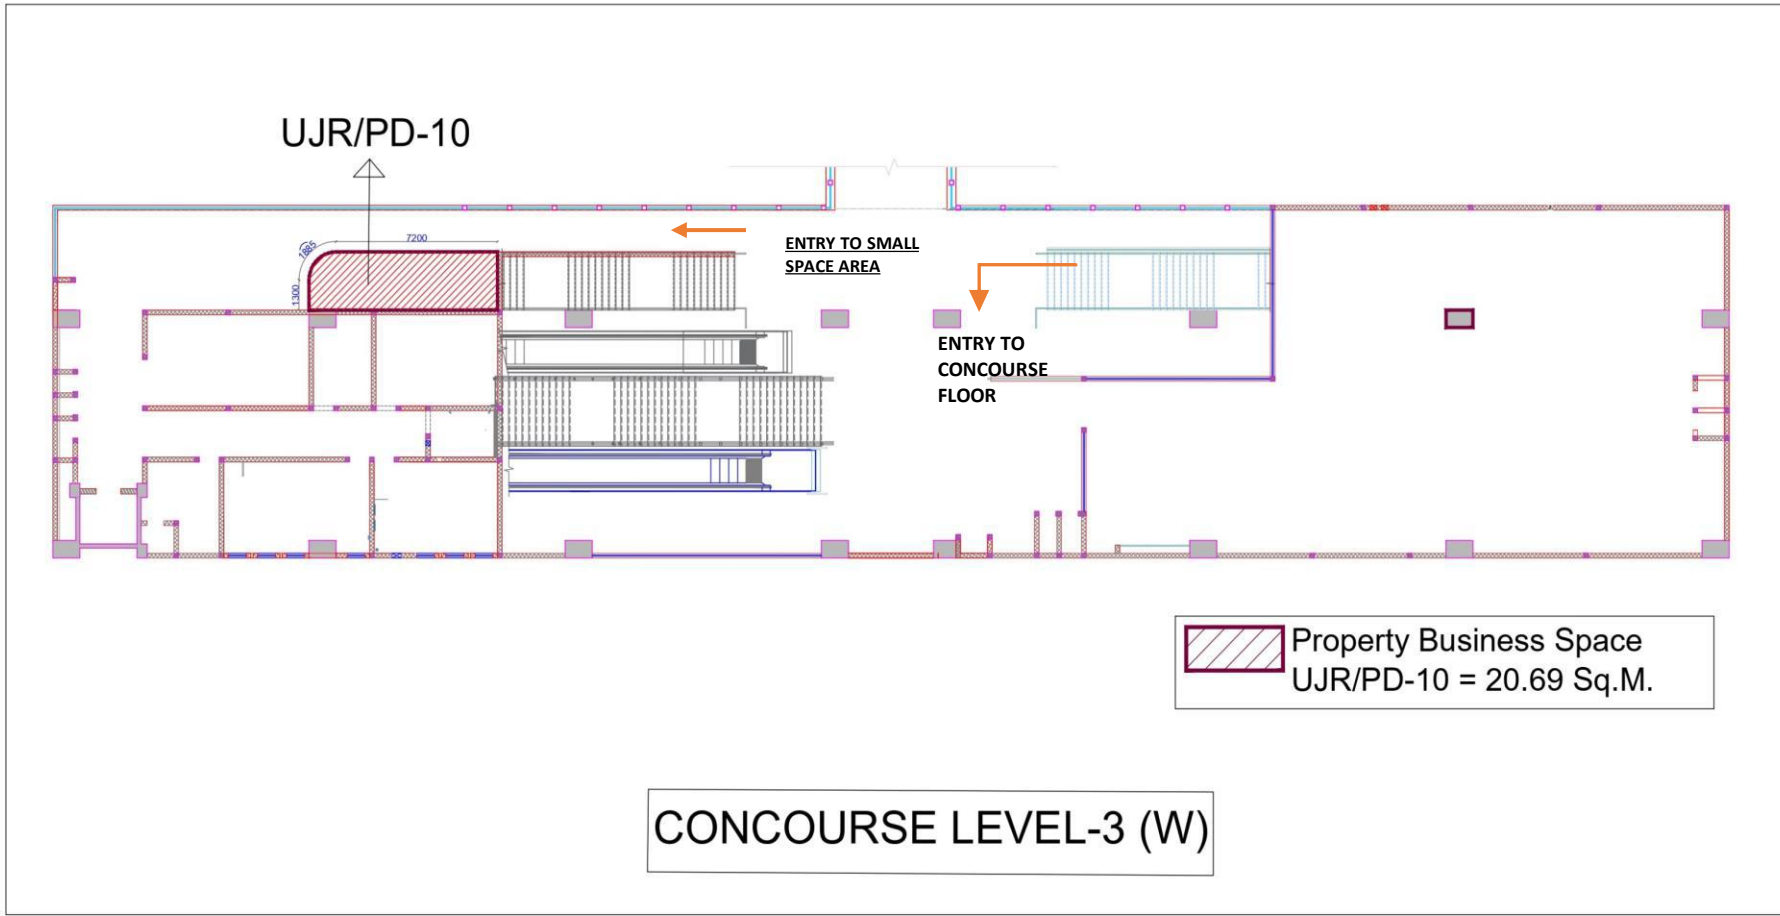 UJR/PD-10
7200
1885
1300
ENTRY TO SMALL
SPACE AREA
ENTRY TO
CONCOURSE
FLOOR
Property Business Space
UJR/PD-10 = 20.69 Sq.M.
CONCOURSE LEVEL-3 (W)